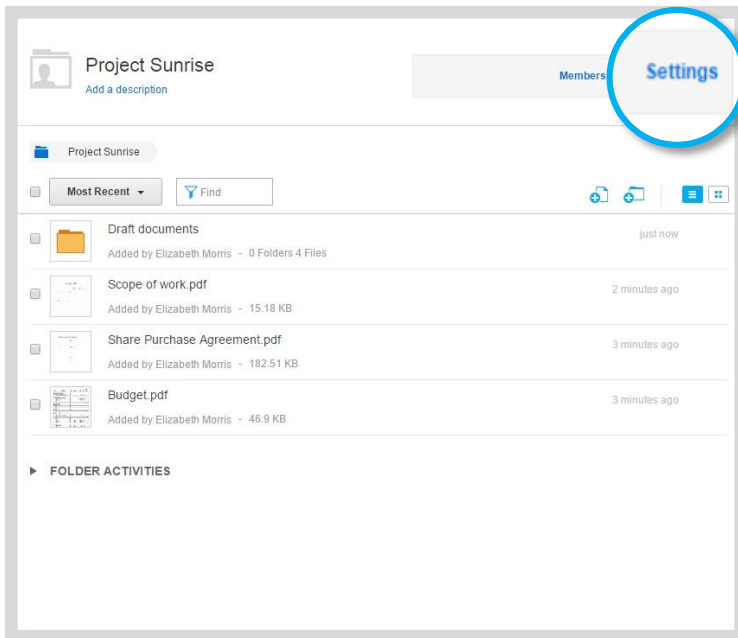 Project Sunrise
Add a description
Members
Settings
Project Sunrise
Most Recent
Find
Draft documents
just now
Added by Elizabeth Morris - 0 Folders 4 Files
Scope of work.pdf
2 minutes ago
Added by Elizabeth Morris - 15.18 KB
Share Purchase Agreement.pdf
3 minutes ago
Added by Elizabeth Morris - 182.51 KB
Budget.pdf
3 minutes ago
Added by Elizabeth Morris - 46.9 KB
FOLDER ACTIVITIES